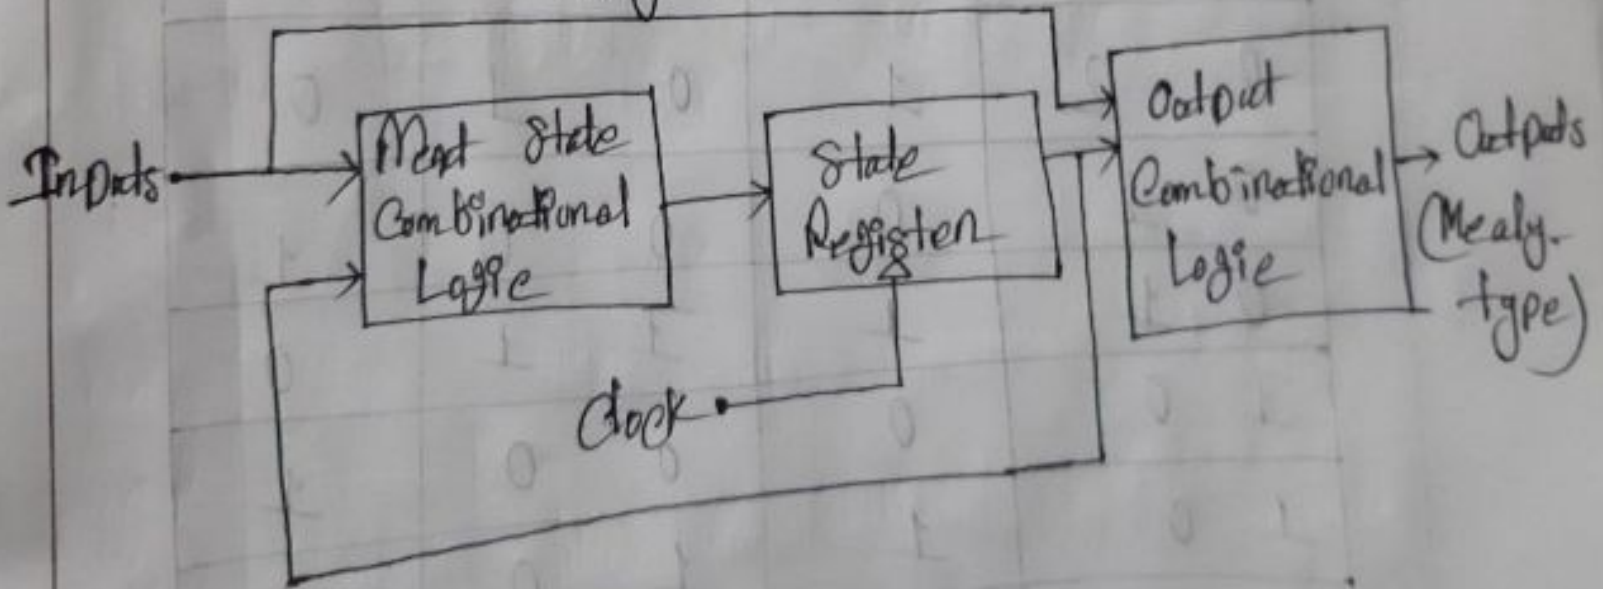 Inputs
Next State
Combinational
Logic
State
Register
Clock
Output
Combinational
Logic
Outputs
(Mealy-
type)